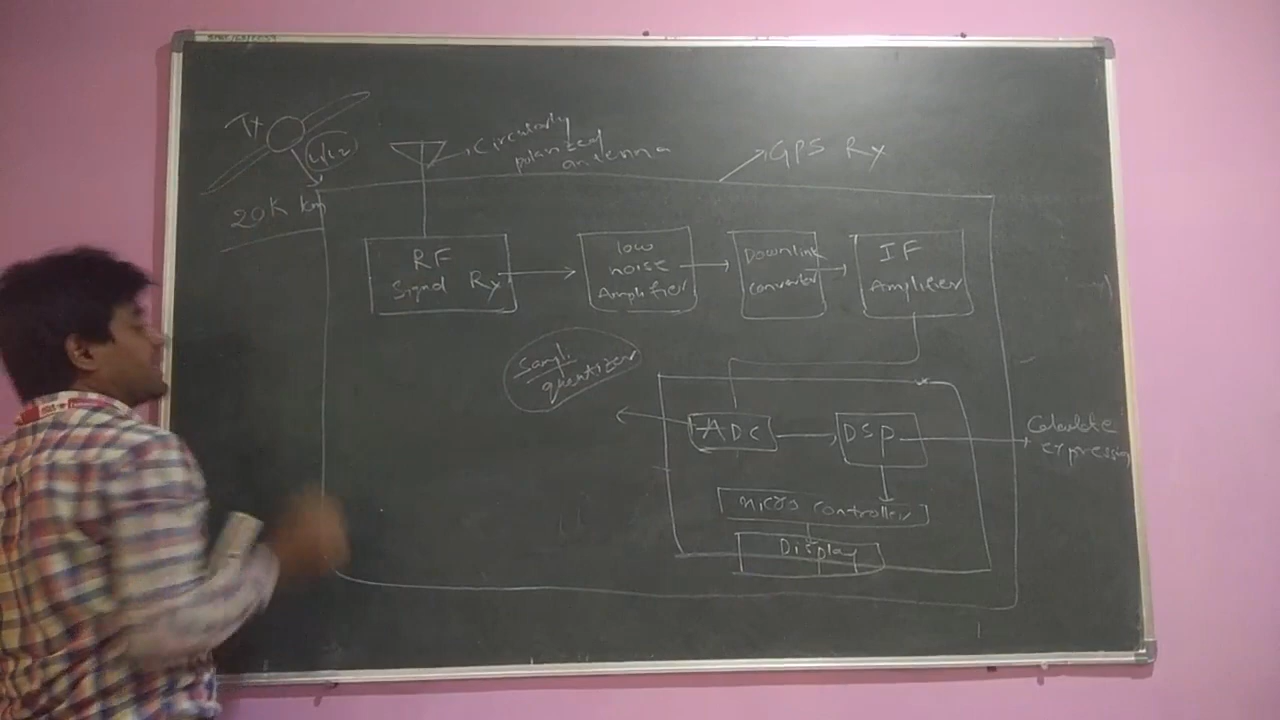 Tx
L1/L2
20K km
Circularly
polarized
antenna
GPS Rx
RF
Signal Rx
low
noise
Amplifier
Downlink
converter
IF
Amplifier
Sampli
quantizer
ADC
DSP
Calculate
expression
micro controller
Display